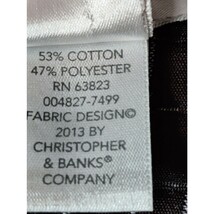 53% COTTON
47% POLYESTER
RN 63823
004827-7499
FABRIC DESIGN©
2013 BY
CHRISTOPHER
& BANKS®
COMPANY